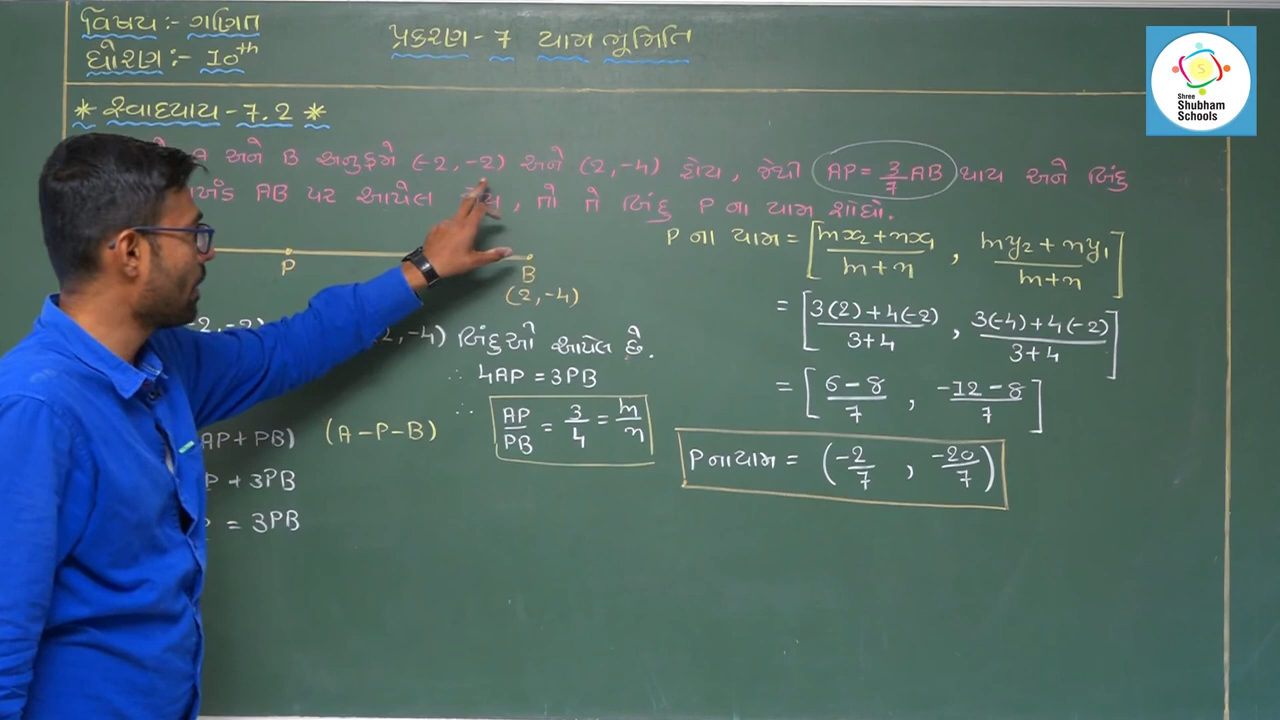 વિષય :- ગણિત
ધોરણ :- 10th
પ્રકરણ - 7 યામ ભૂમિતિ
* સ્વાધ્યાય - 7.2 *
A અને B અનુક્રમે (-2, -2) અને (2, -4) હોય, જેથી AP = 3/7 AB થાય અને બિંદુ
AB પર આવેલ હોય, તો તે બિંદુ P ના યામ શોધો.
P
B
(2, -4)
, -4) બિંદુઓ આપેલ છે.
∴ 4AP = 3PB
∴ AP/PB = 3/4 = m/n
AP + PB) (A - P - B)
P + 3PB
= 3PB
P ના યામ = [mx₂ + nx₁/m + n , my₂ + ny₁/m + n]
= [3(2) + 4(-2)/3 + 4 , 3(-4) + 4(-2)/3 + 4]
= [6 - 8/7 , -12 - 8/7]
P ના યામ = (-2/7 , -20/7)
S
Shree
Shubham
Schools